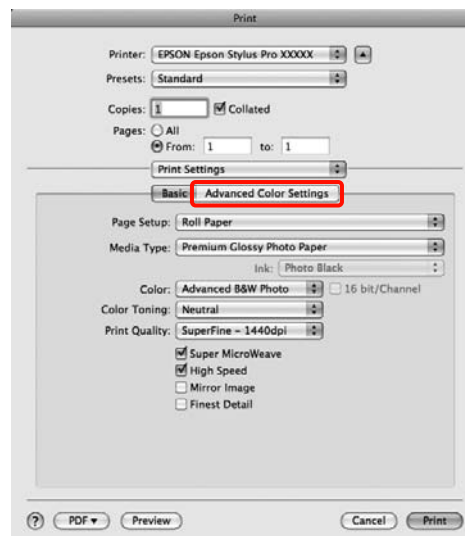 Print
Printer: EPSON Epson Stylus Pro XXXXX
Presets: Standard
Copies: 1 Collated
Pages: All
From: 1 to: 1
Print Settings
Basic Advanced Color Settings
Page Setup: Roll Paper
Media Type: Premium Glossy Photo Paper
Ink: Photo Black
Color: Advanced B&W Photo 16 bit/Channel
Color Toning: Neutral
Print Quality: SuperFine – 1440dpi
Super MicroWeave
High Speed
Mirror Image
Finest Detail
? PDF Preview Cancel Print